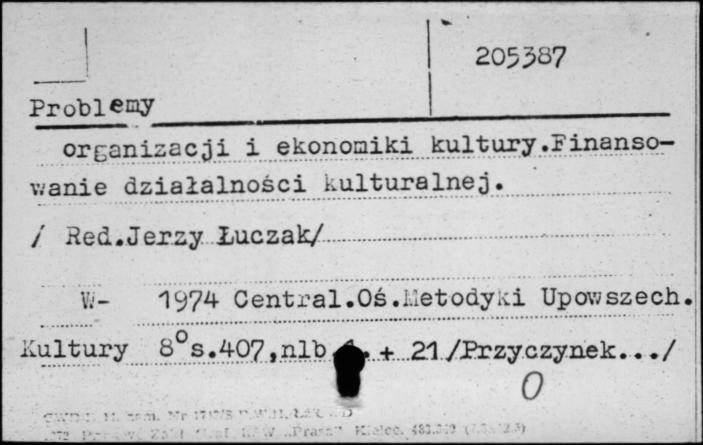 205387
Problemy
organizacji i ekonomiki kultury.Finanso-
wanie działalności kulturalnej.
/ Red.Jerzy Łuczak/
W- 1974 Central.Oś.Metodyki Upowszech.
Kultury 8°s.407,nlb 1. + 21/Przyczynek.../
O